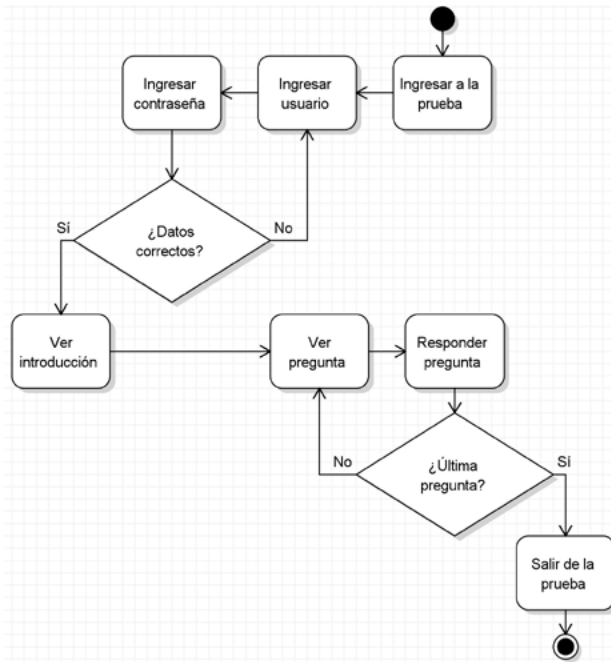 Ingresar a la
prueba
Ingresar
usuario
Ingresar
contraseña
¿Datos
correctos?
Sí
No
Ver
introducción
Ver
pregunta
Responder
pregunta
¿Última
pregunta?
No
Sí
Salir de la
prueba